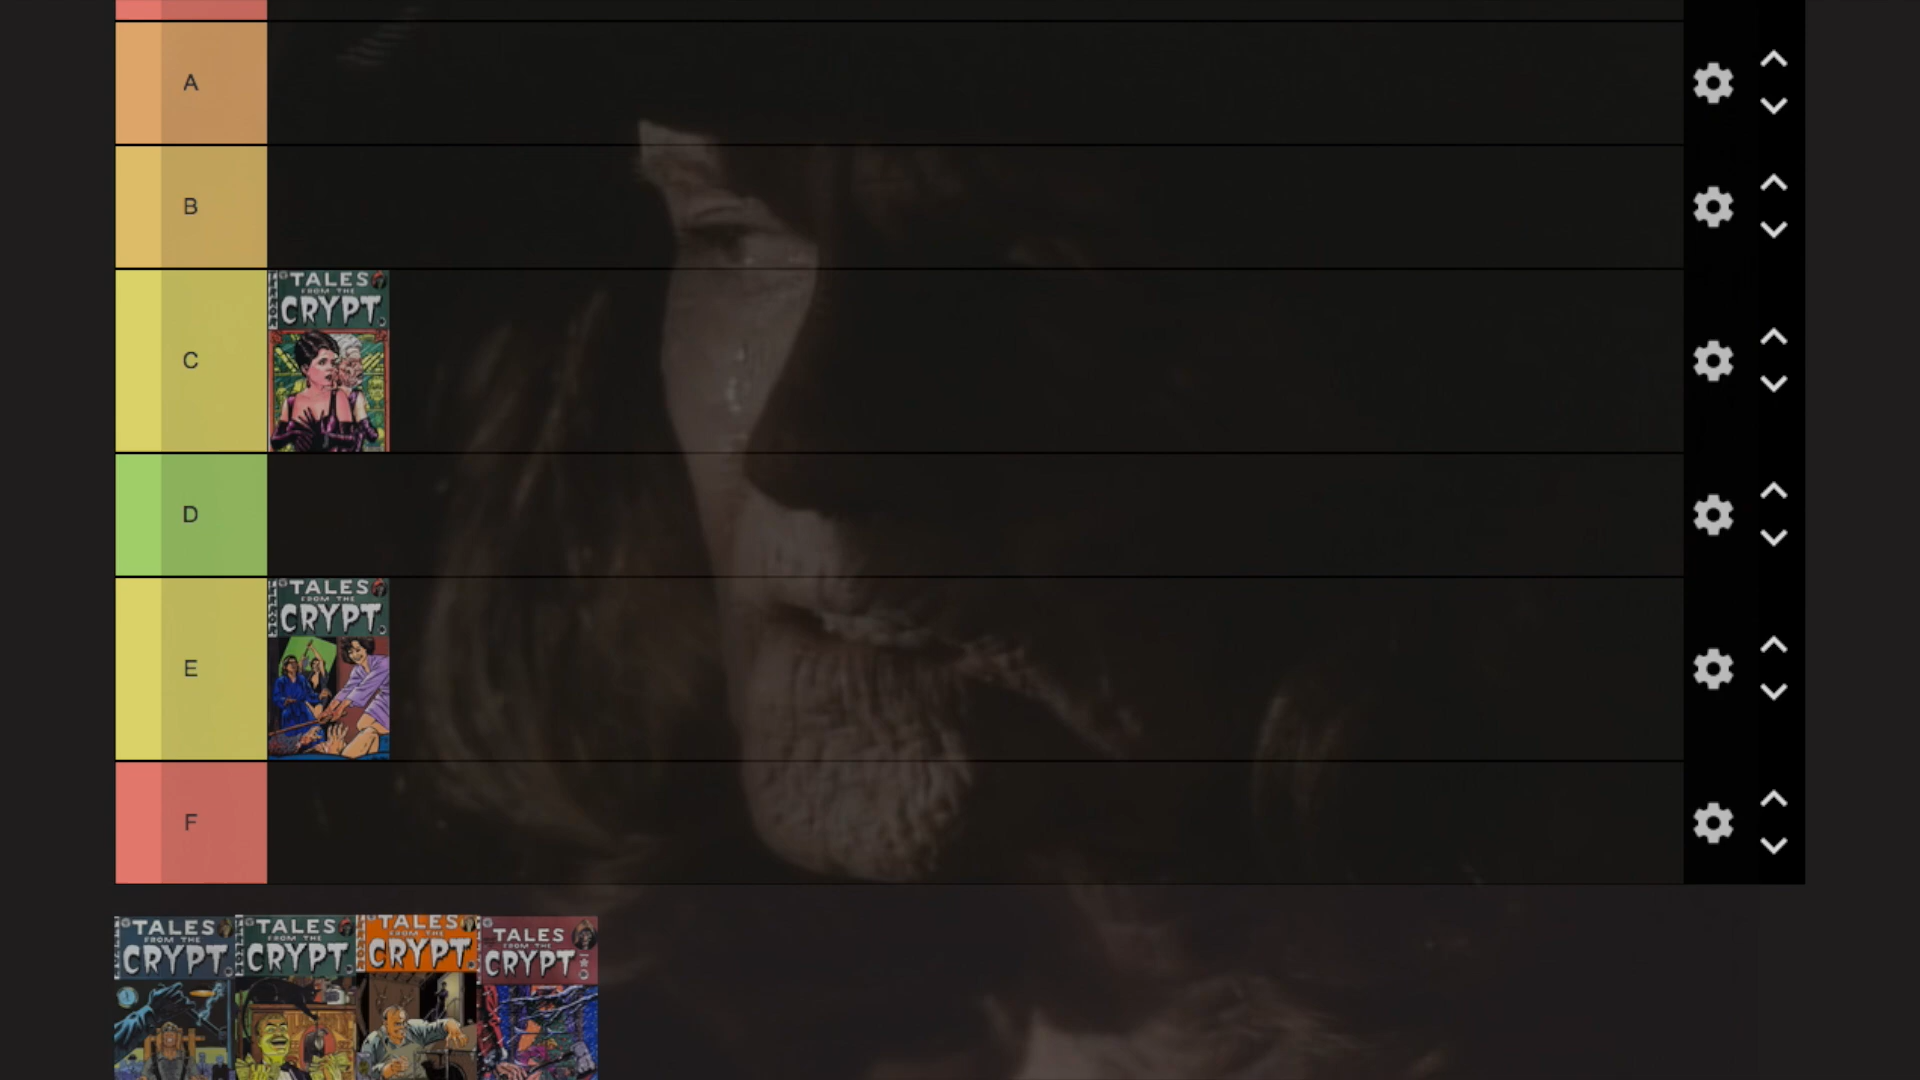 A
B
C
TALES
FROM THE
CRYPT
D
E
TALES
FROM THE
CRYPT
F
TALES
FROM THE
CRYPT
TALES
FROM THE
CRYPT
TALES
FROM THE
CRYPT
TALES
FROM THE
CRYPT